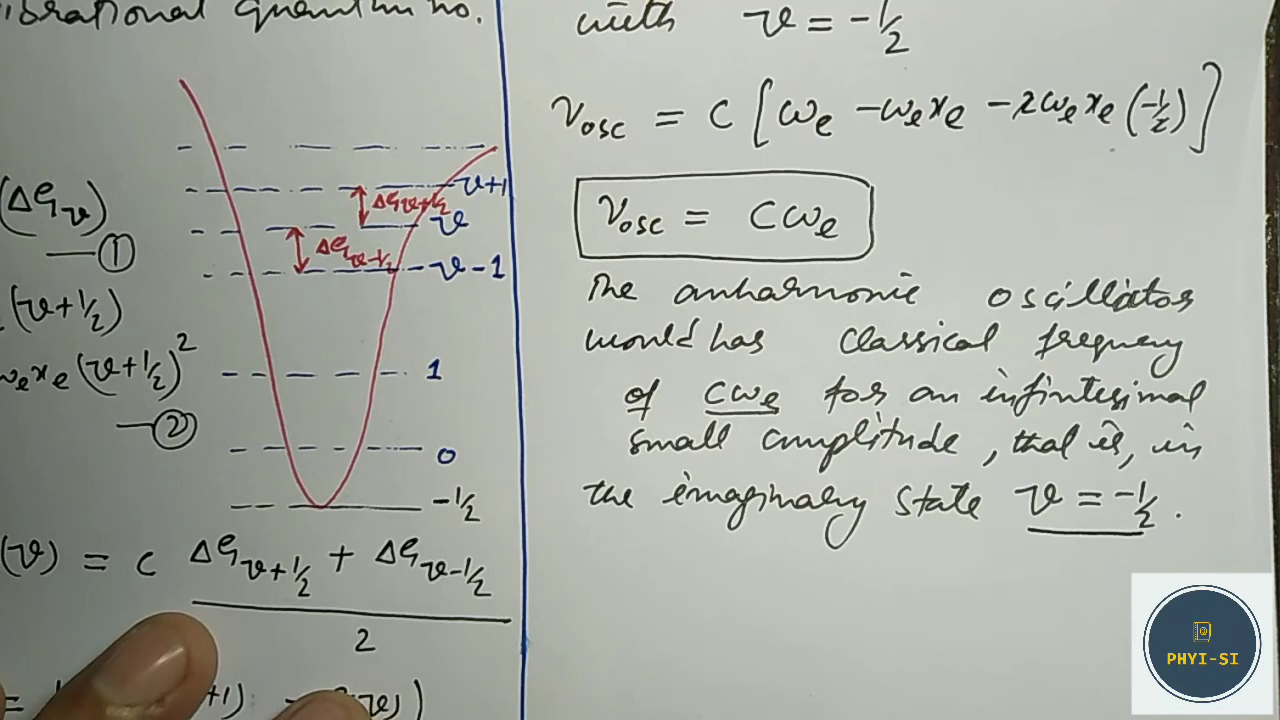 ibrational Quantum no.
(ΔG_v)
—①
(v+½)
ωexe (v+½)²
—②
v+1
ΔG_v+½
v
ΔG_v-½
v-1
1
0
-½
(v) = c (ΔG_v+½ + ΔG_v-½) / 2
with v = -½
ν_osc = c [ωe - ωexe - 2ωexe (-½)]
ν_osc = cωe
The anharmonic oscillator
would has classical frequency
of cωe for an infintesimal
small amplitude, that is, in
the imaginary state v = -½.
PHYI-SI